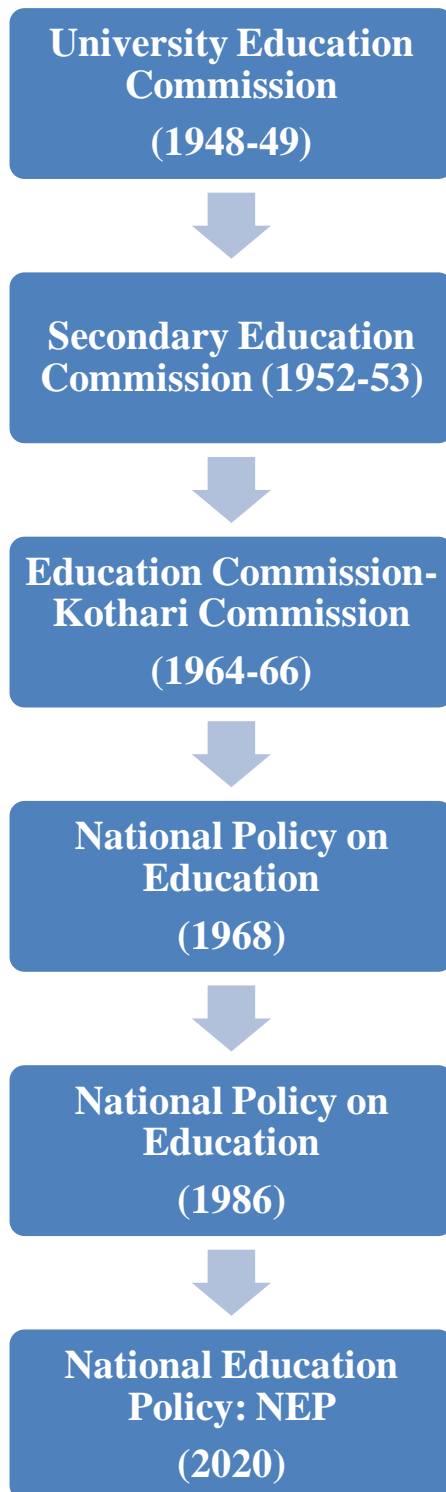 University Education
Commission
(1948-49)
Secondary Education
Commission (1952-53)
Education Commission-
Kothari Commission
(1964-66)
National Policy on
Education
(1968)
National Policy on
Education
(1986)
National Education
Policy: NEP
(2020)